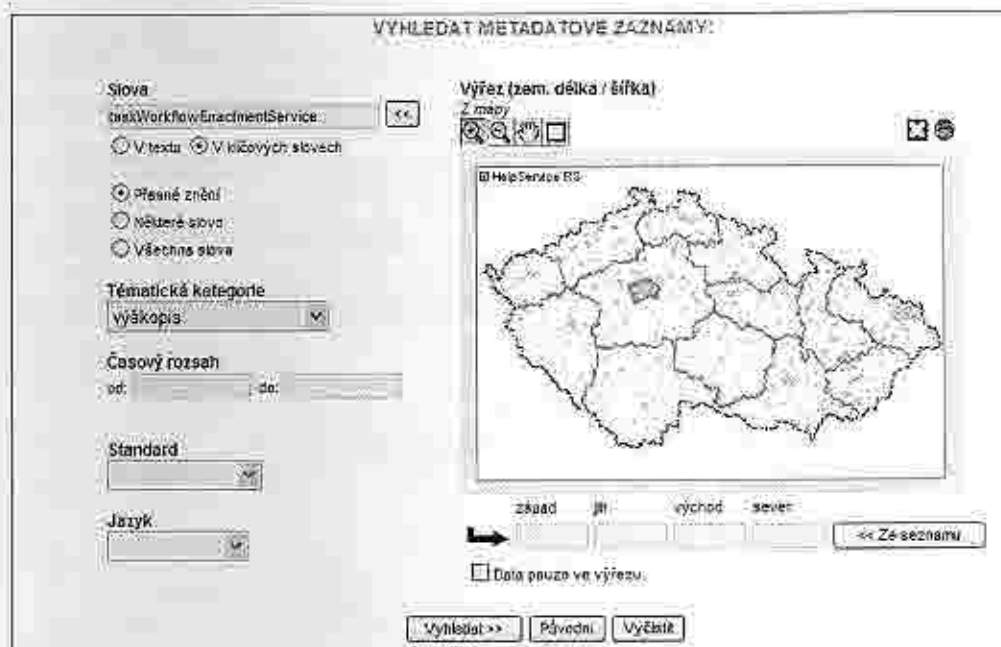 VYHLEDAT METADATOVÉ ZÁZNAMY:
Slova
taskWorkflowEnactmentService
<<
V textu
V klíčových slovech
Přesné znění
Některé slovo
Všechna slova
Tématická kategorie
výškopis
Časový rozsah
od:
do:
Standard
Jazyk
Výřez (zem. délka / šířka)
Z mapy
HelpService RS
západ
jih
východ
sever
<< Ze seznamu
Data pouze ve výřezu.
Vyhledat >>
Původní
Vyčistit